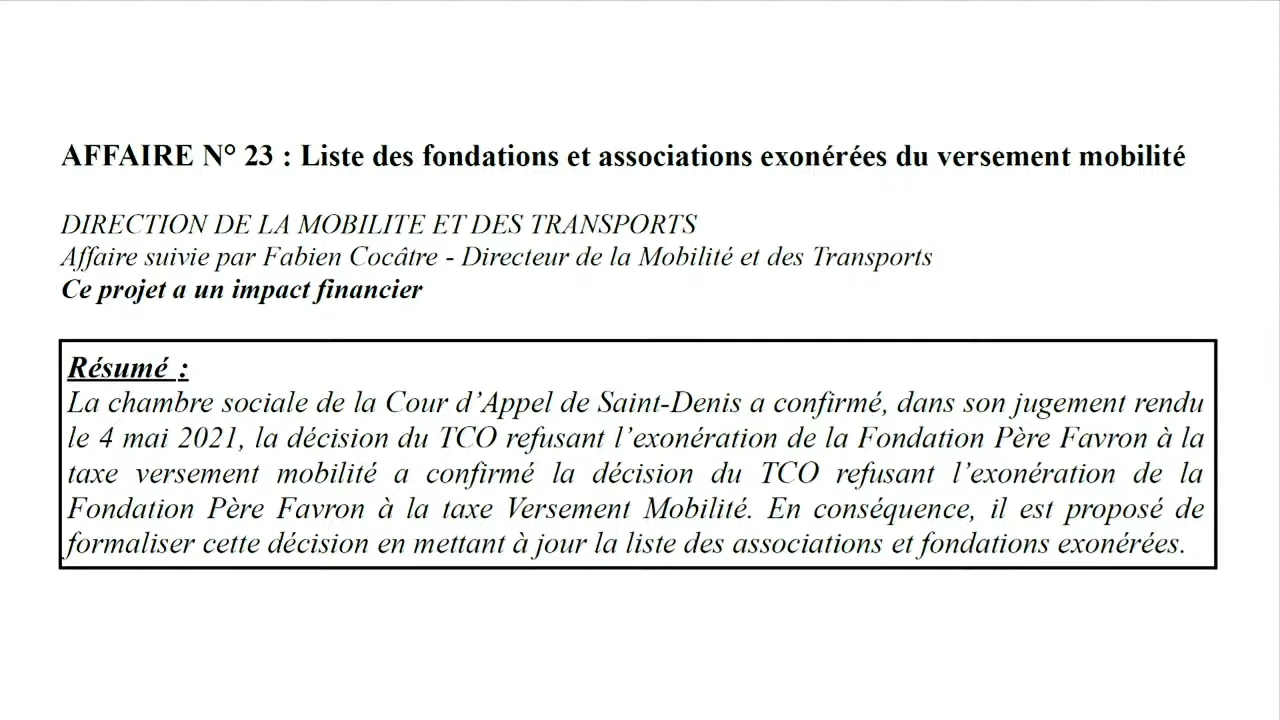 AFFAIRE N° 23 : Liste des fondations et associations exonérées du versement mobilité
DIRECTION DE LA MOBILITE ET DES TRANSPORTS
Affaire suivie par Fabien Cocâtre - Directeur de la Mobilité et des Transports
Ce projet a un impact financier
Résumé :
La chambre sociale de la Cour d’Appel de Saint-Denis a confirmé, dans son jugement rendu
le 4 mai 2021, la décision du TCO refusant l’exonération de la Fondation Père Favron à la
taxe versement mobilité a confirmé la décision du TCO refusant l’exonération de la
Fondation Père Favron à la taxe Versement Mobilité. En conséquence, il est proposé de
formaliser cette décision en mettant à jour la liste des associations et fondations exonérées.